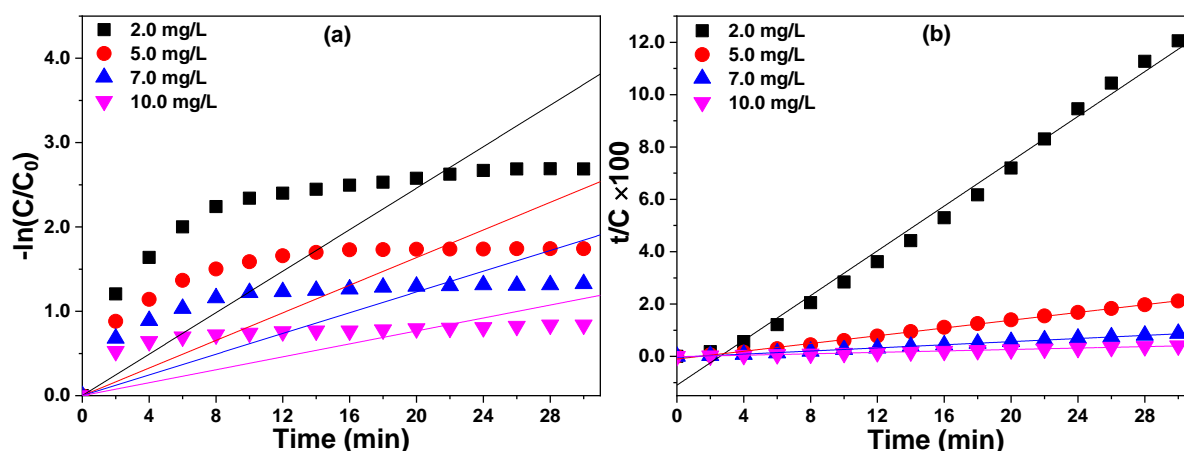 (a)
2.0 mg/L
5.0 mg/L
7.0 mg/L
10.0 mg/L
-ln(C/C₀)
4.0
3.0
2.0
1.0
0.0
0 4 8 12 16 20 24 28
Time (min)
(b)
2.0 mg/L
5.0 mg/L
7.0 mg/L
10.0 mg/L
t/C ×100
12.0
10.0
8.0
6.0
4.0
2.0
0.0
0 4 8 12 16 20 24 28
Time (min)